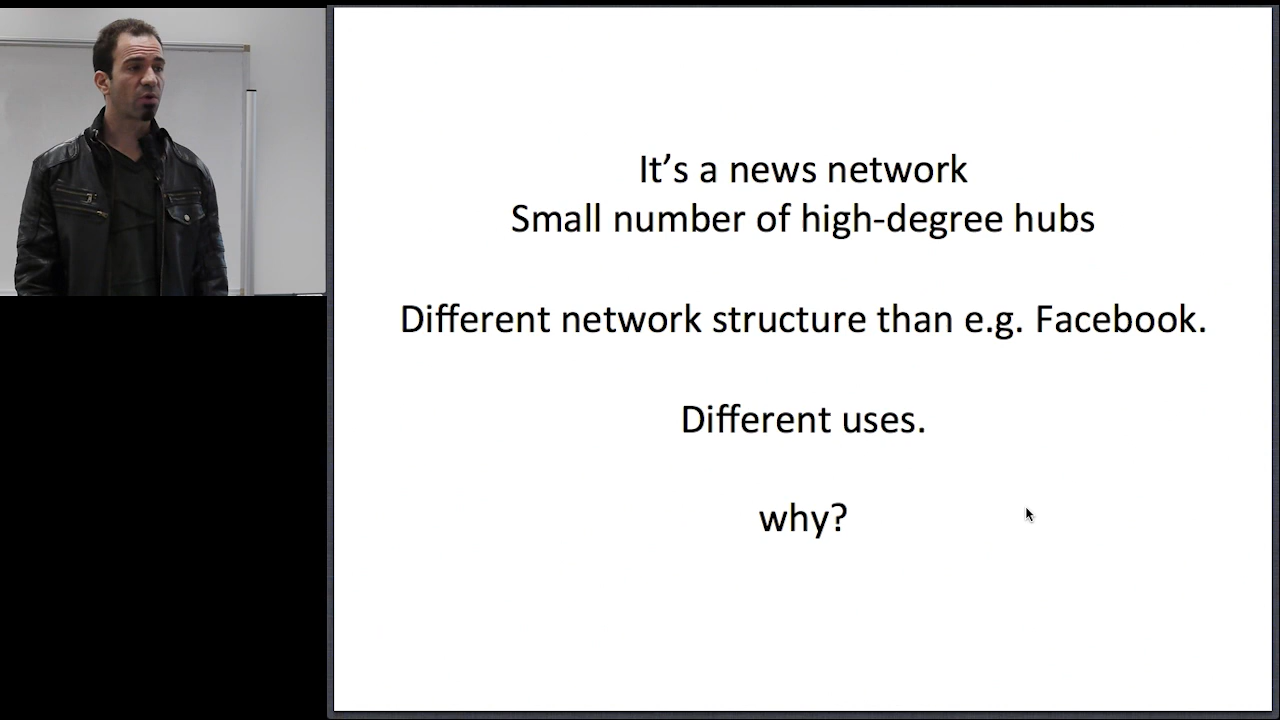 It's a news network
Small number of high-degree hubs
Different network structure than e.g. Facebook.
Different uses.
why?